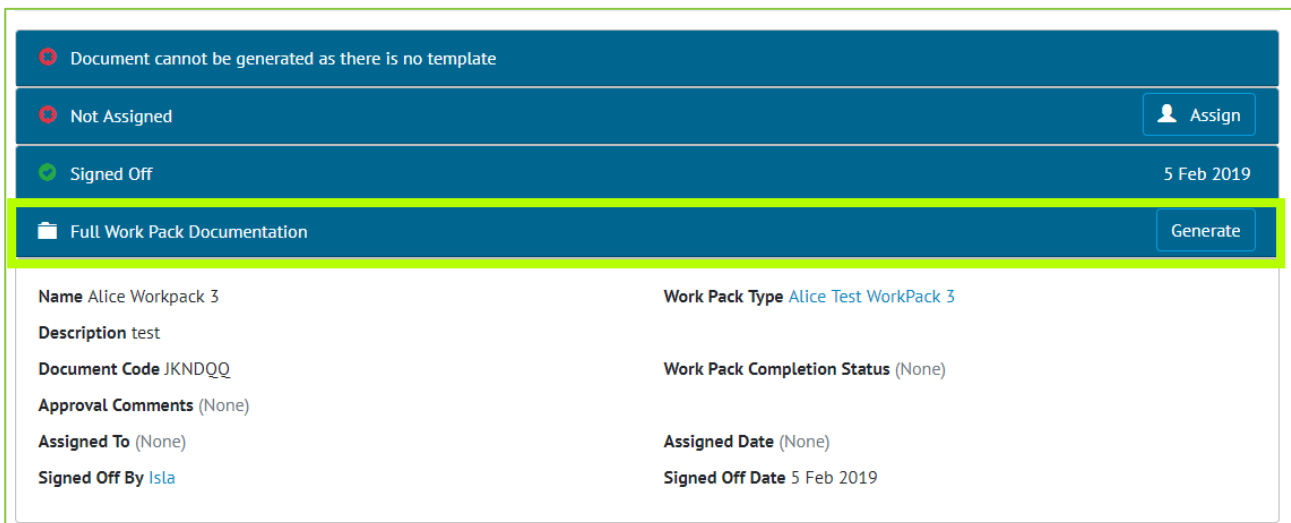 Document cannot be generated as there is no template
Not Assigned Assign
Signed Off 5 Feb 2019
Full Work Pack Documentation Generate
Name Alice Workpack 3 Work Pack Type Alice Test WorkPack 3
Description test
Document Code JKNDQQ Work Pack Completion Status (None)
Approval Comments (None)
Assigned To (None) Assigned Date (None)
Signed Off By Isla Signed Off Date 5 Feb 2019